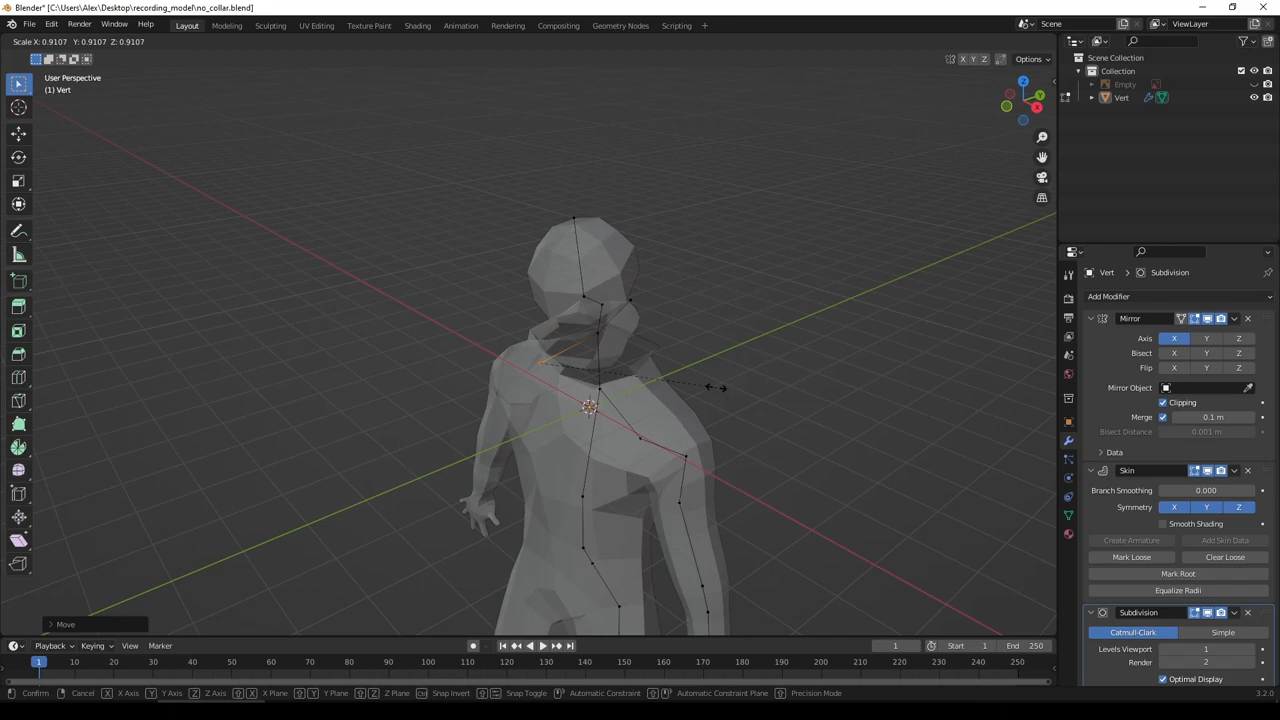 Blender* [C:\Users\Alex\Desktop\recording_model\no_collar.blend]
File Edit Render Window Help
Layout Modeling Sculpting UV Editing Texture Paint Shading Animation Rendering Compositing Geometry Nodes Scripting
Scene
ViewLayer
Scale X: 0.9107 Y: 0.9107 Z: 0.9107
X Y Z
Options
User Perspective
(1) Vert
Z
Y
X
Scene Collection
Collection
Empty
Vert
Vert > Subdivision
Add Modifier
Mirror
Axis X Y Z
Bisect X Y Z
Flip X Y Z
Mirror Object
Clipping
Merge 0.1 m
Bisect Distance 0.001 m
Data
Skin
Branch Smoothing 0.000
Symmetry X Y Z
Smooth Shading
Create Armature Add Skin Data
Mark Loose Clear Loose
Mark Root
Equalize Radii
Subdivision
Catmull-Clark Simple
Levels Viewport 1
Render 2
Optimal Display
Move
Playback Keying View Marker
1 Start 1 End 250
1 10 20 30 40 50 60 70 80 90 100 110 120 130 140 150 160 170 180 190 200 210 220 230 240 250
Confirm Cancel X X Axis Y Y Axis Z Z Axis X X Plane Y Y Plane Z Z Plane Ctrl Snap Invert Snap Toggle Automatic Constraint Automatic Constraint Plane Precision Mode
3.2.0